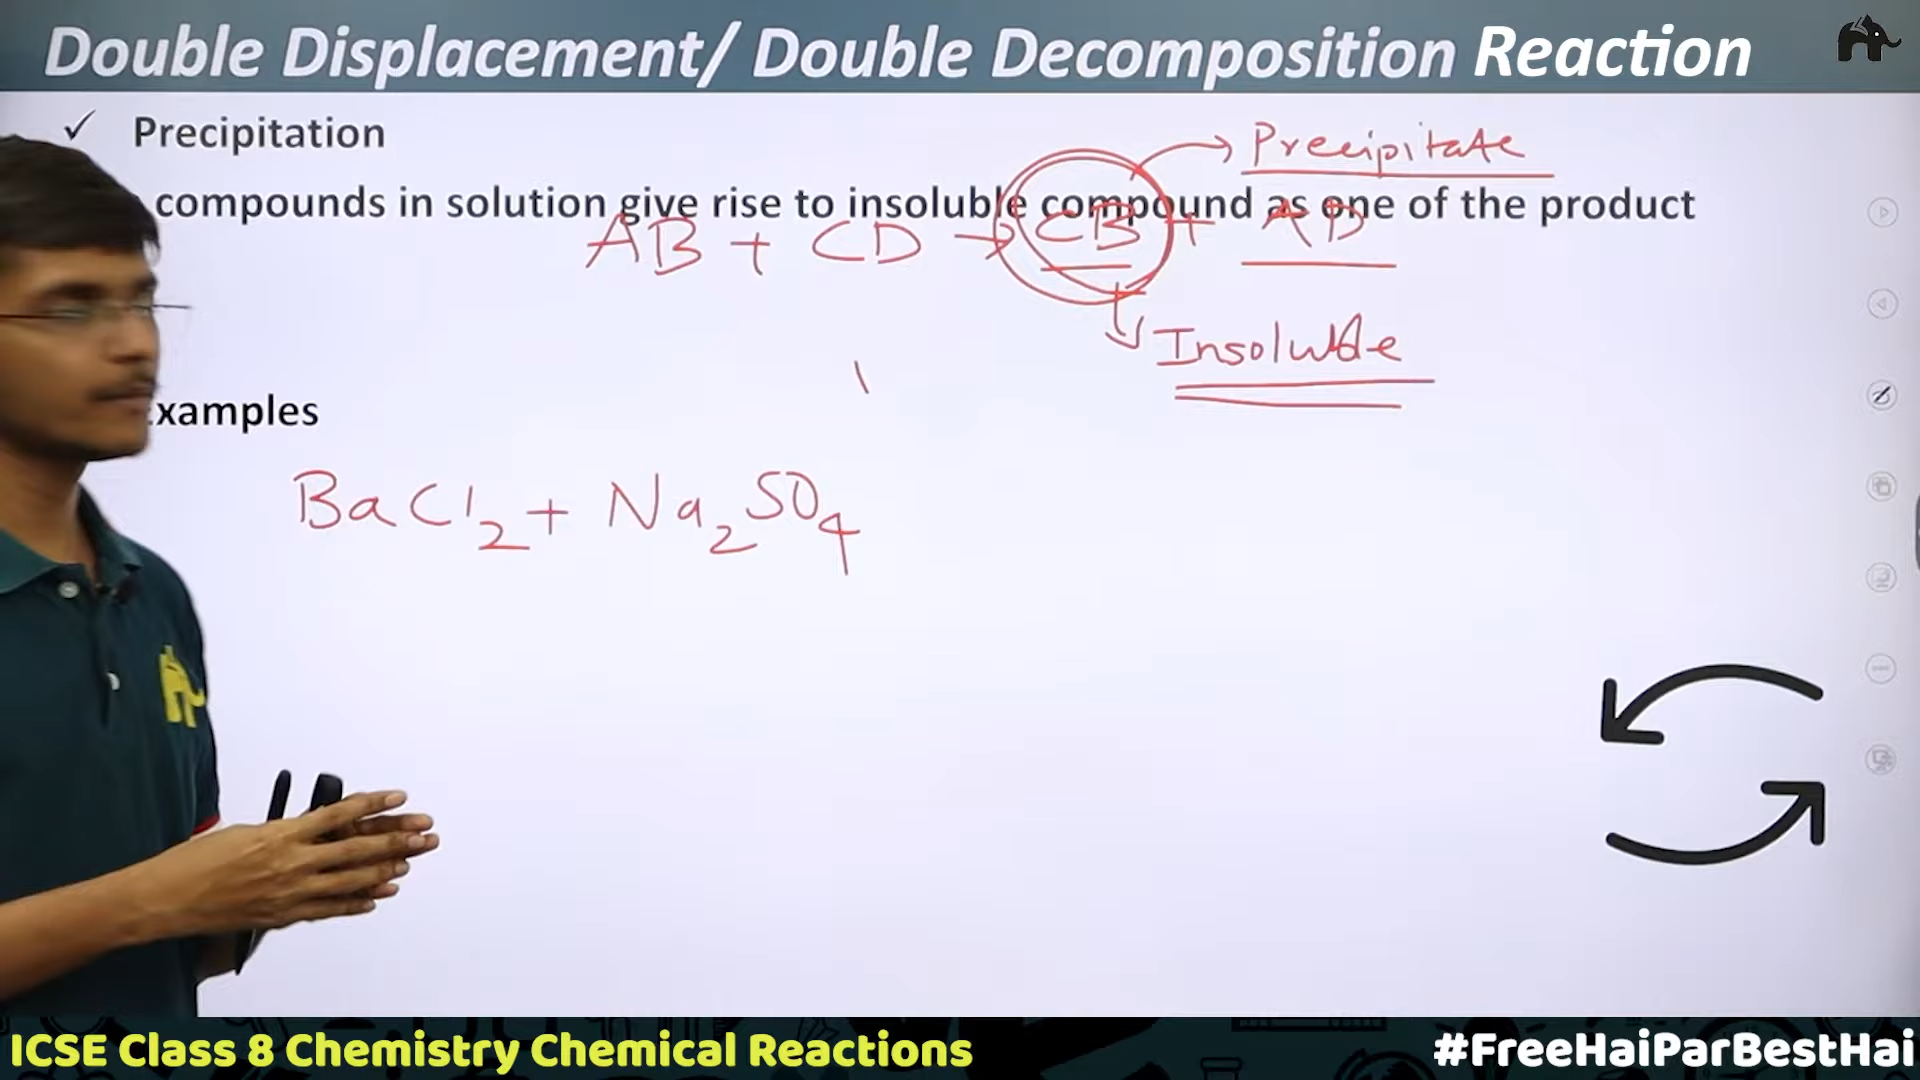 Double Displacement/ Double Decomposition Reaction
✓ Precipitation
Precipitate
compounds in solution give rise to insoluble compound as one of the product
AB + CD → CB + AD
Insoluble
xamples
BaCl₂ + Na₂SO₄
ICSE Class 8 Chemistry Chemical Reactions
#FreeHaiParBestHai